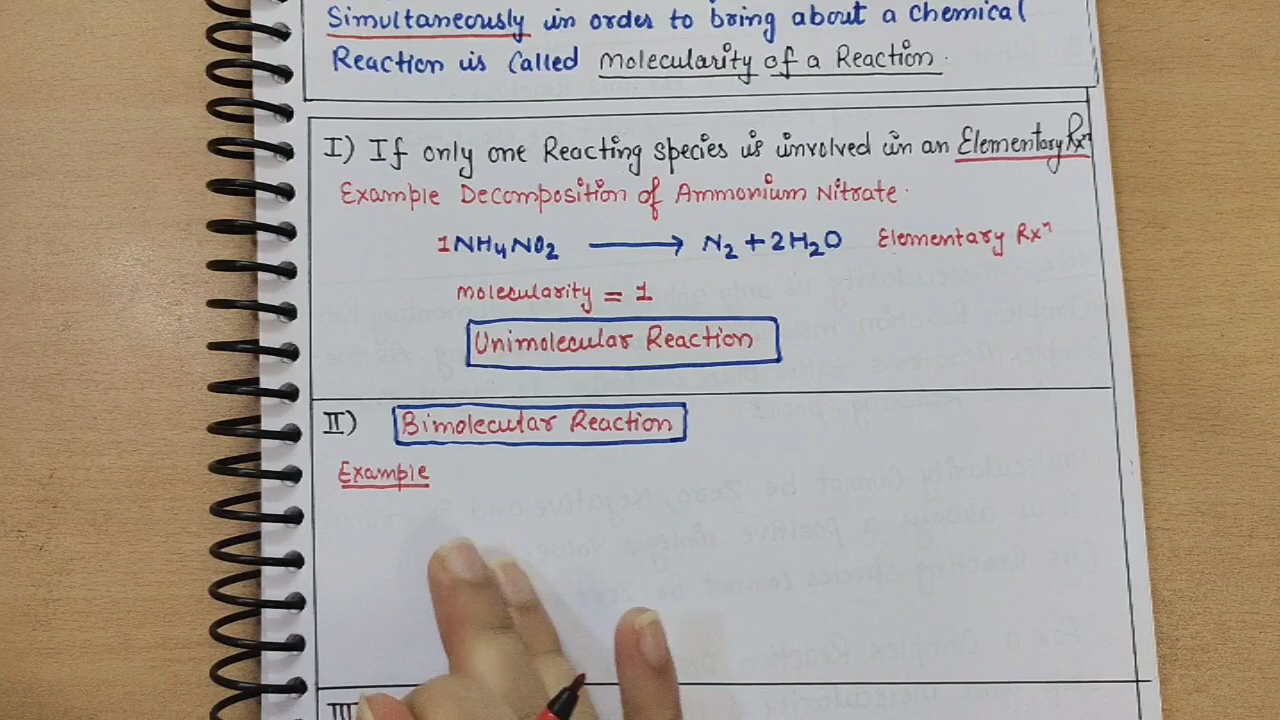 Simultaneously in order to bring about a Chemical
Reaction is Called molecularity of a Reaction.
I) If only one Reacting species is involved in an Elementary Rxⁿ
Example Decomposition of Ammonium Nitrate.
1NH₄NO₂ ⟶ N₂ + 2H₂O Elementary Rxⁿ
molecularity = 1
Unimolecular Reaction
II) Bimolecular Reaction
Example
III